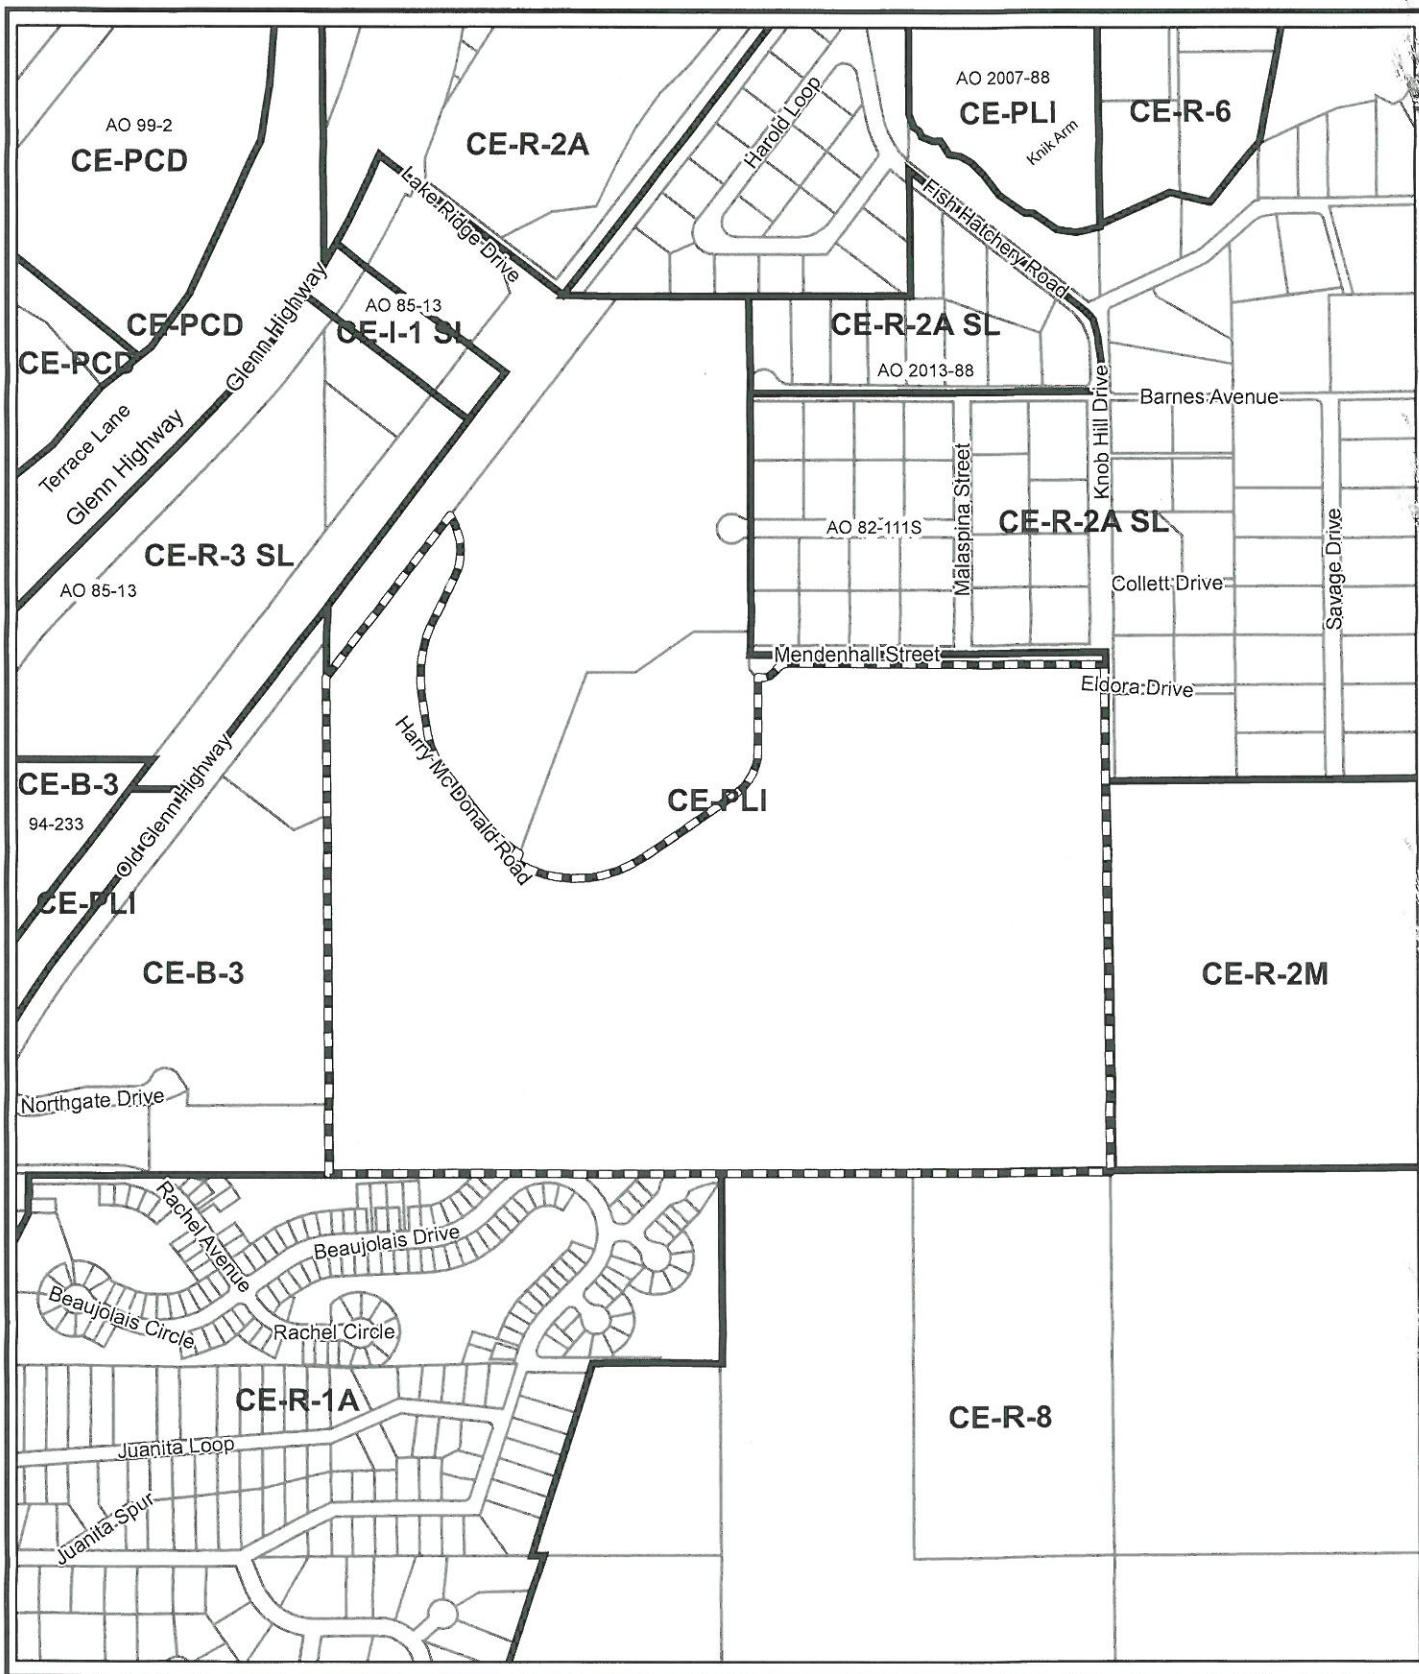 AO 2007-88
CE-PLI
CE-R-6
AO 99-2
CE-PCD
Harold Loop
Knik Arm
CE-R-2A
Lake Ridge Drive
Fish Hatchery Road
AO 85-13
CE-I-1 SL
CE-PCD
CE-PCD
Glenn Highway
CE-R-2A SL
AO 2013-88
Barnes Avenue
Terrace Lane
Glenn Highway
Knob Hill Drive
Malaspina Street
AO 82-111S
CE-R-2A SL
Savage Drive
CE-R-3 SL
AO 85-13
Collett Drive
Mendenhall Street
Eldora Drive
Harry McDonald Road
CE-B-3
94-233
Old Glenn Highway
CE-PLI
CE-PLI
CE-B-3
CE-R-2M
Northgate Drive
Rachel Avenue
Beaujolais Drive
Beaujolais Circle
Rachel Circle
CE-R-1A
CE-R-8
Juanita Loop
Juanita Spur